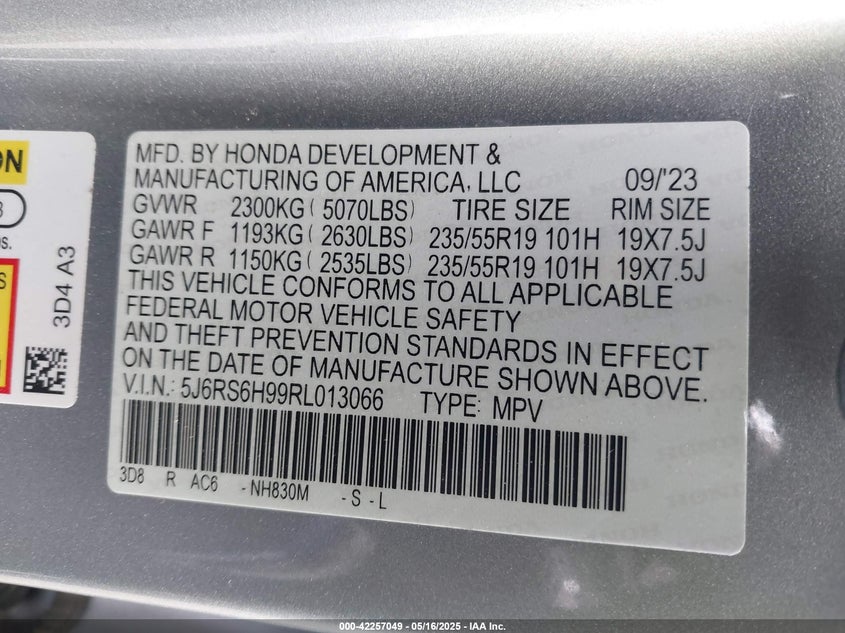 ON
3
S.
S
3D4 A3
MFD. BY HONDA DEVELOPMENT &
MANUFACTURING OF AMERICA, LLC 09/'23
GVWR 2300KG ( 5070LBS) TIRE SIZE RIM SIZE
GAWR F 1193KG ( 2630LBS) 235/55R19 101H 19X7.5J
GAWR R 1150KG ( 2535LBS) 235/55R19 101H 19X7.5J
THIS VEHICLE CONFORMS TO ALL APPLICABLE
FEDERAL MOTOR VEHICLE SAFETY
AND THEFT PREVENTION STANDARDS IN EFFECT
ON THE DATE OF MANUFACTURE SHOWN ABOVE.
V.I.N.: 5J6RS6H99RL013066 TYPE: MPV
3D8 R AC6 -NH830M -S-L
000-42257049 - 05/16/2025 - IAA Inc.